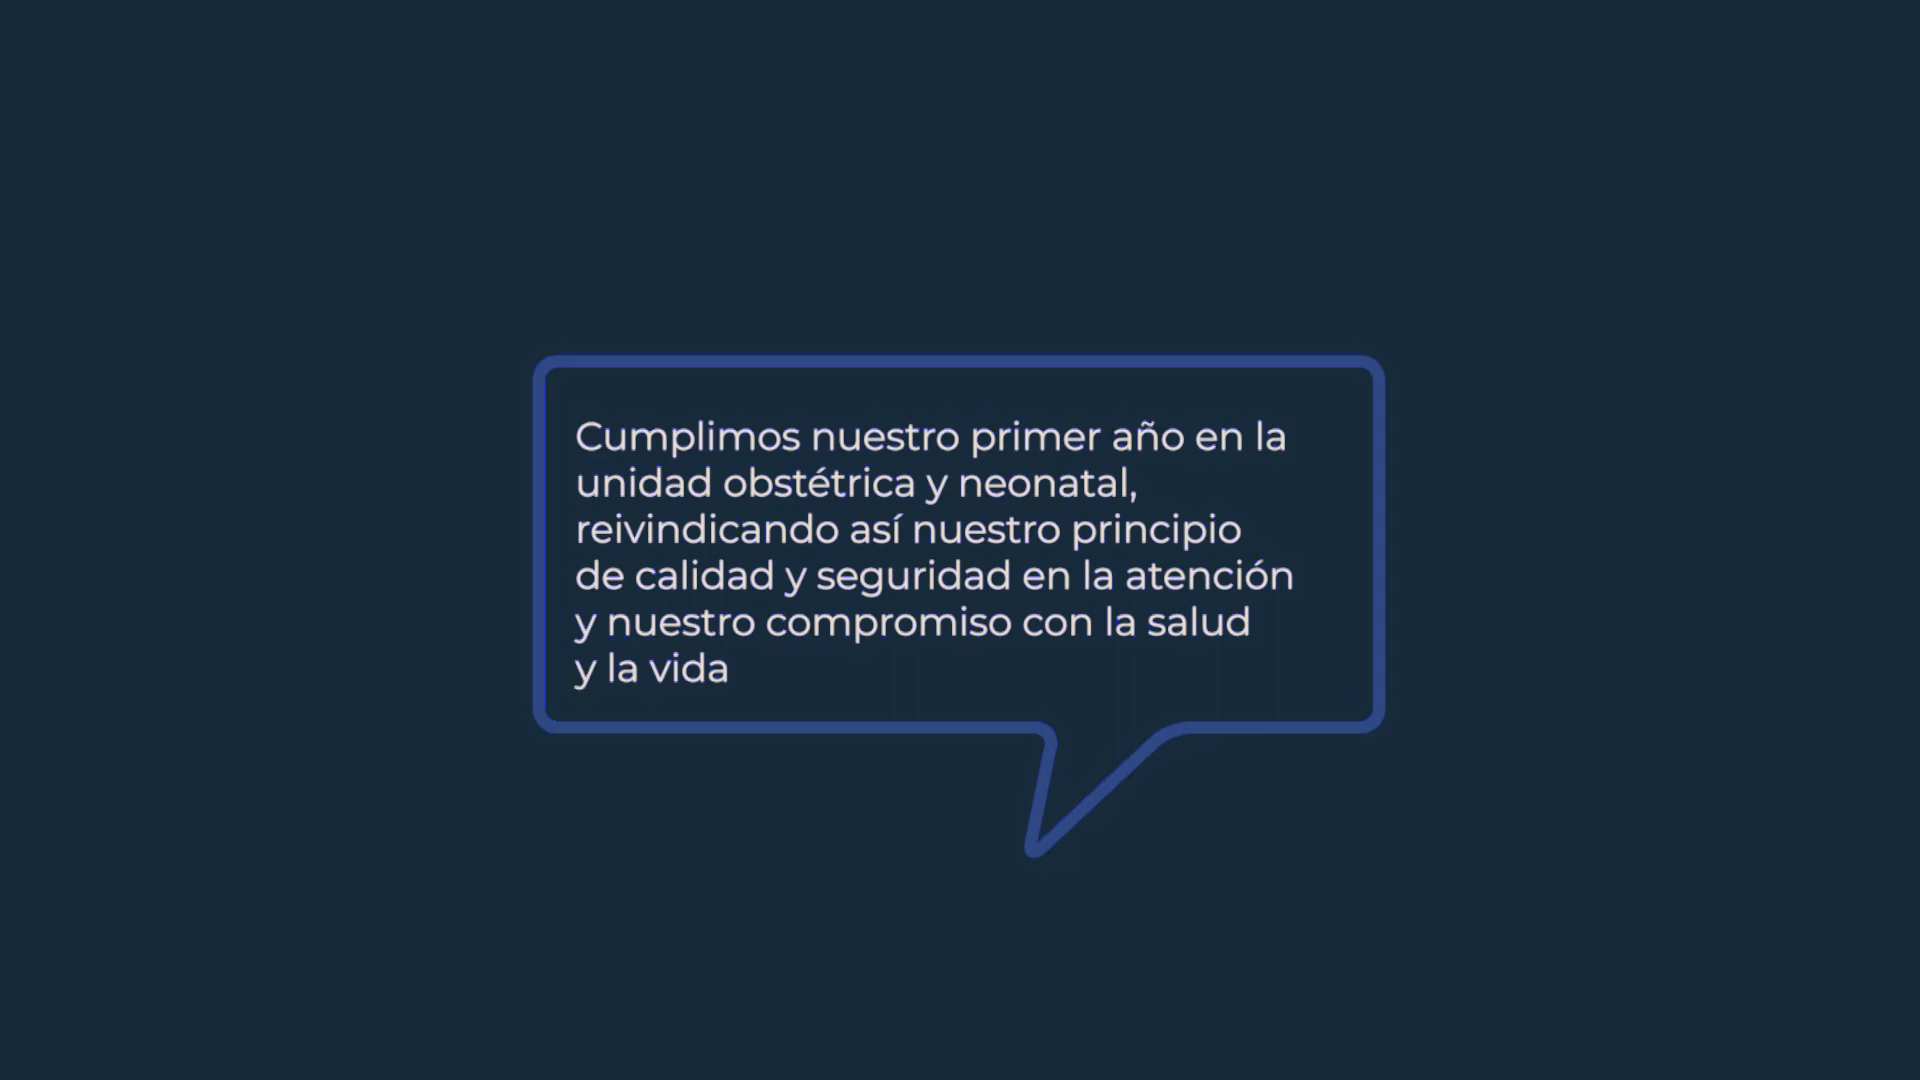 Cumplimos nuestro primer año en la
unidad obstétrica y neonatal,
reivindicando así nuestro principio
de calidad y seguridad en la atención
y nuestro compromiso con la salud
y la vida